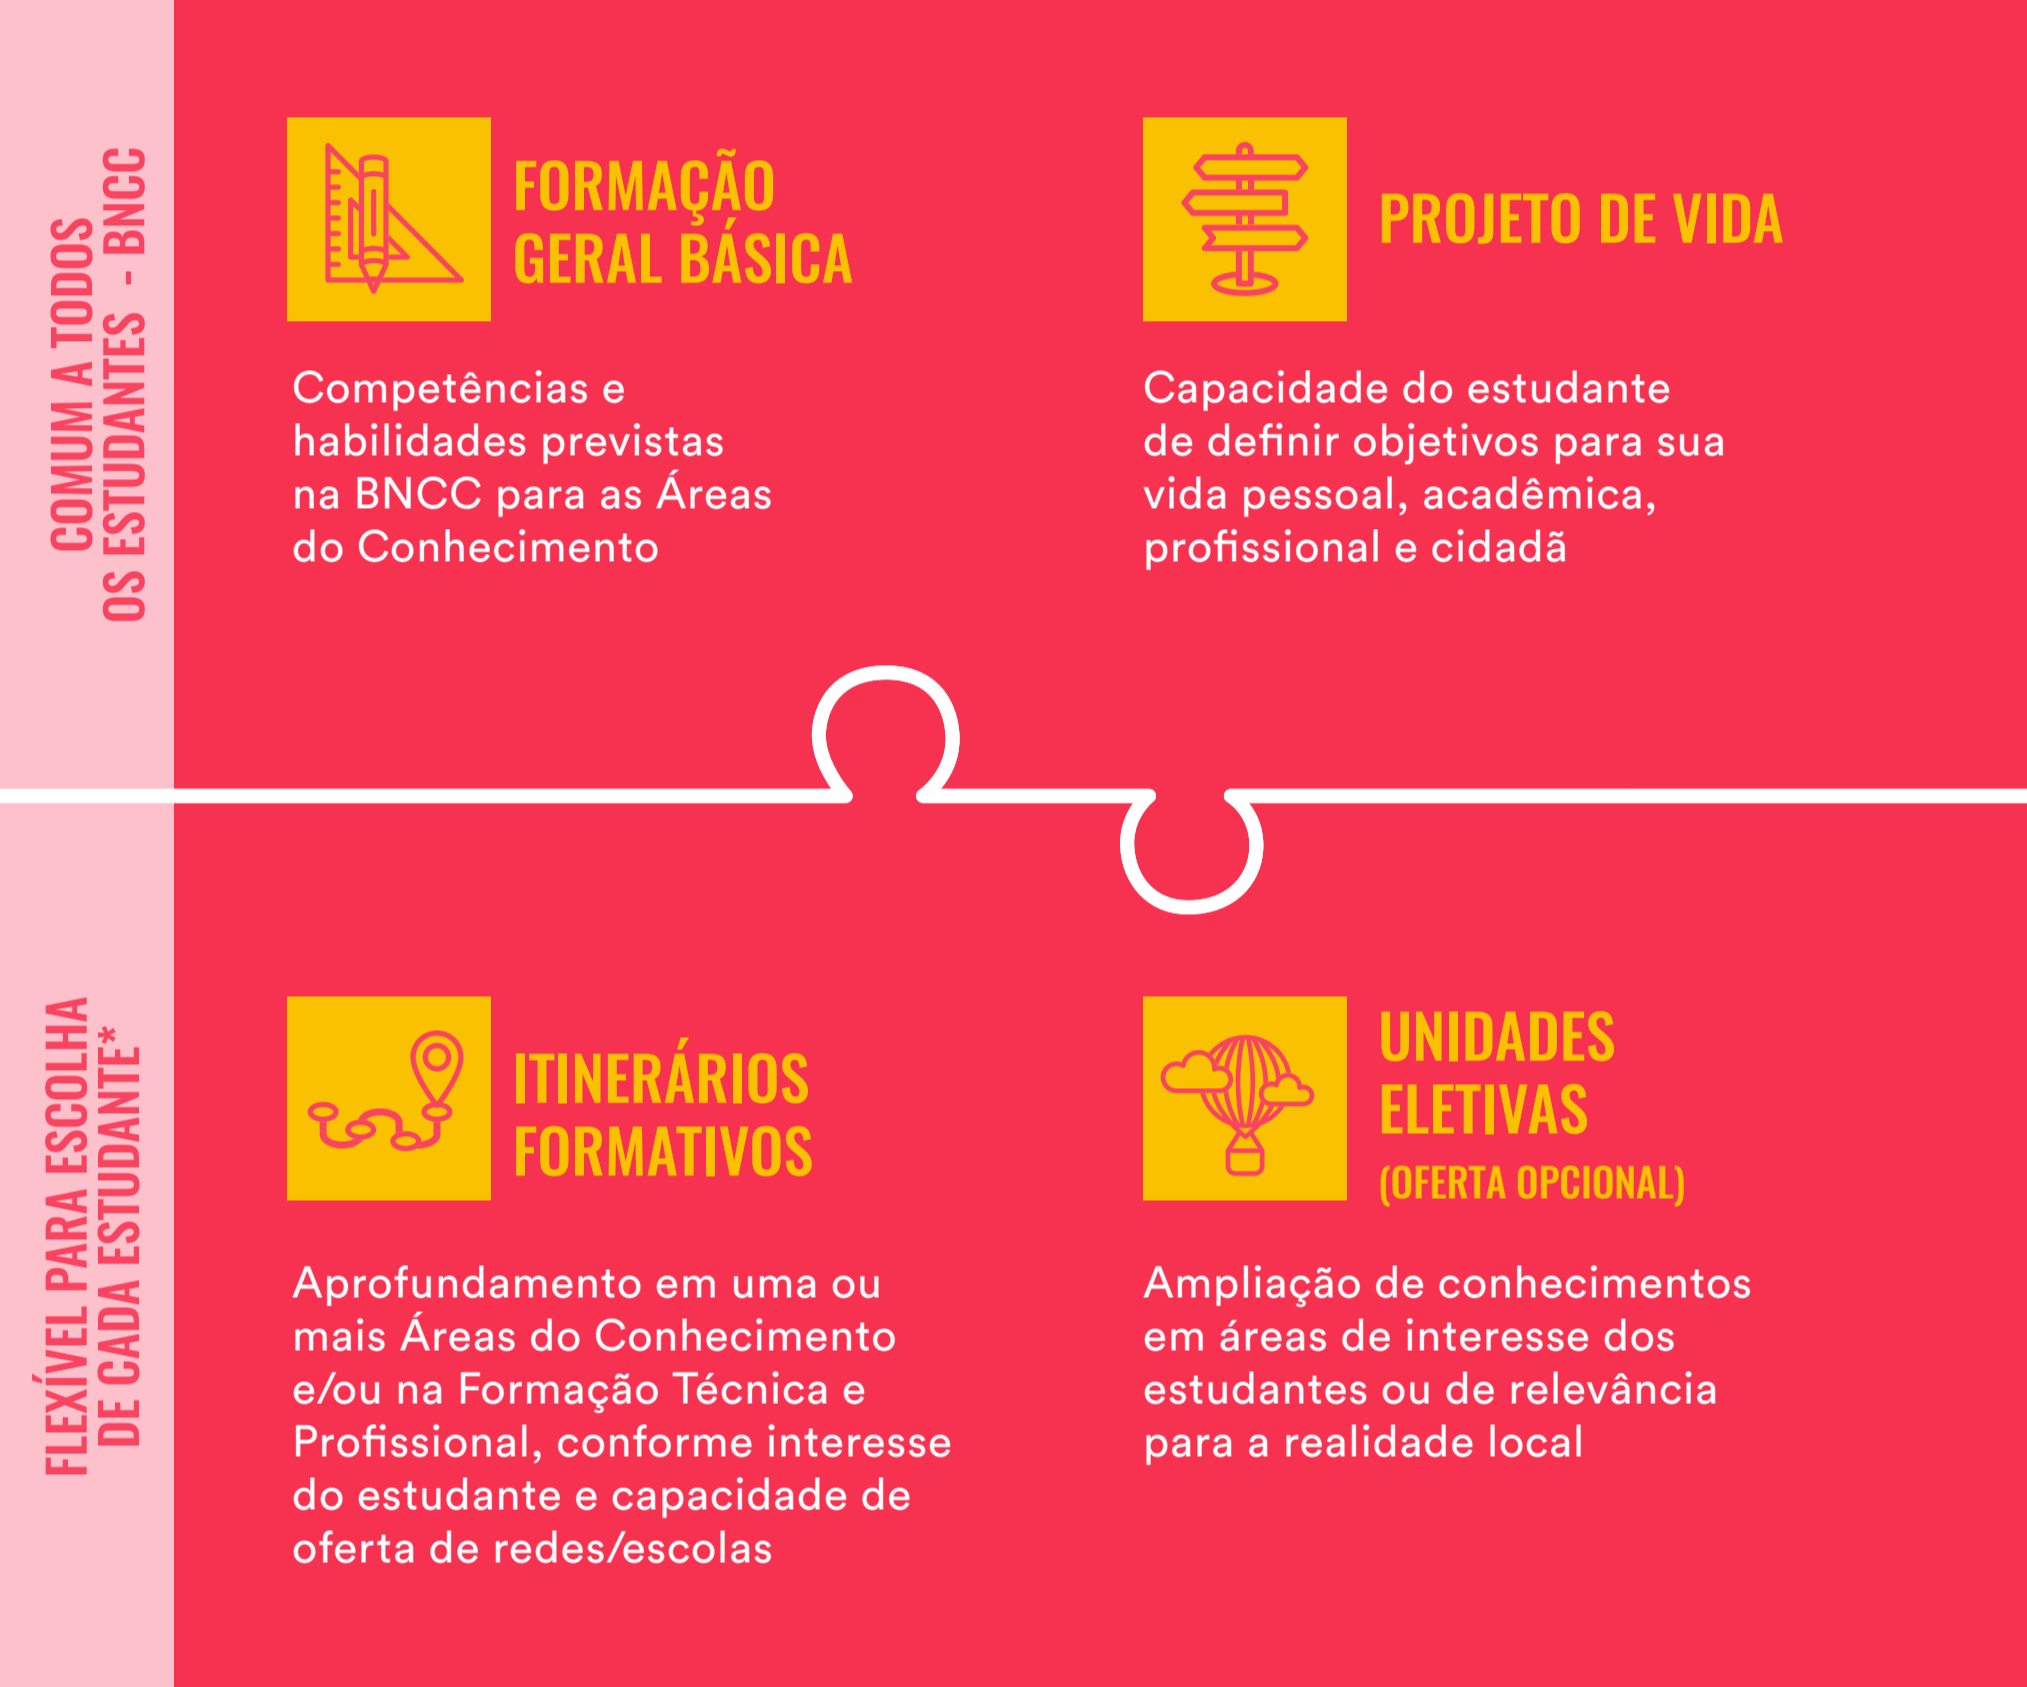 COMUM A TODOS
OS ESTUDANTES - BNCC
FORMAÇÃO
GERAL BÁSICA
Competências e
habilidades previstas
na BNCC para as Áreas
do Conhecimento
PROJETO DE VIDA
Capacidade do estudante
de definir objetivos para sua
vida pessoal, acadêmica,
profissional e cidadã
FLEXÍVEL PARA ESCOLHA
DE CADA ESTUDANTE*
ITINERÁRIOS
FORMATIVOS
Aprofundamento em uma ou
mais Áreas do Conhecimento
e/ou na Formação Técnica e
Profissional, conforme interesse
do estudante e capacidade de
oferta de redes/escolas
UNIDADES
ELETIVAS
(OFERTA OPCIONAL)
Ampliação de conhecimentos
em áreas de interesse dos
estudantes ou de relevância
para a realidade local